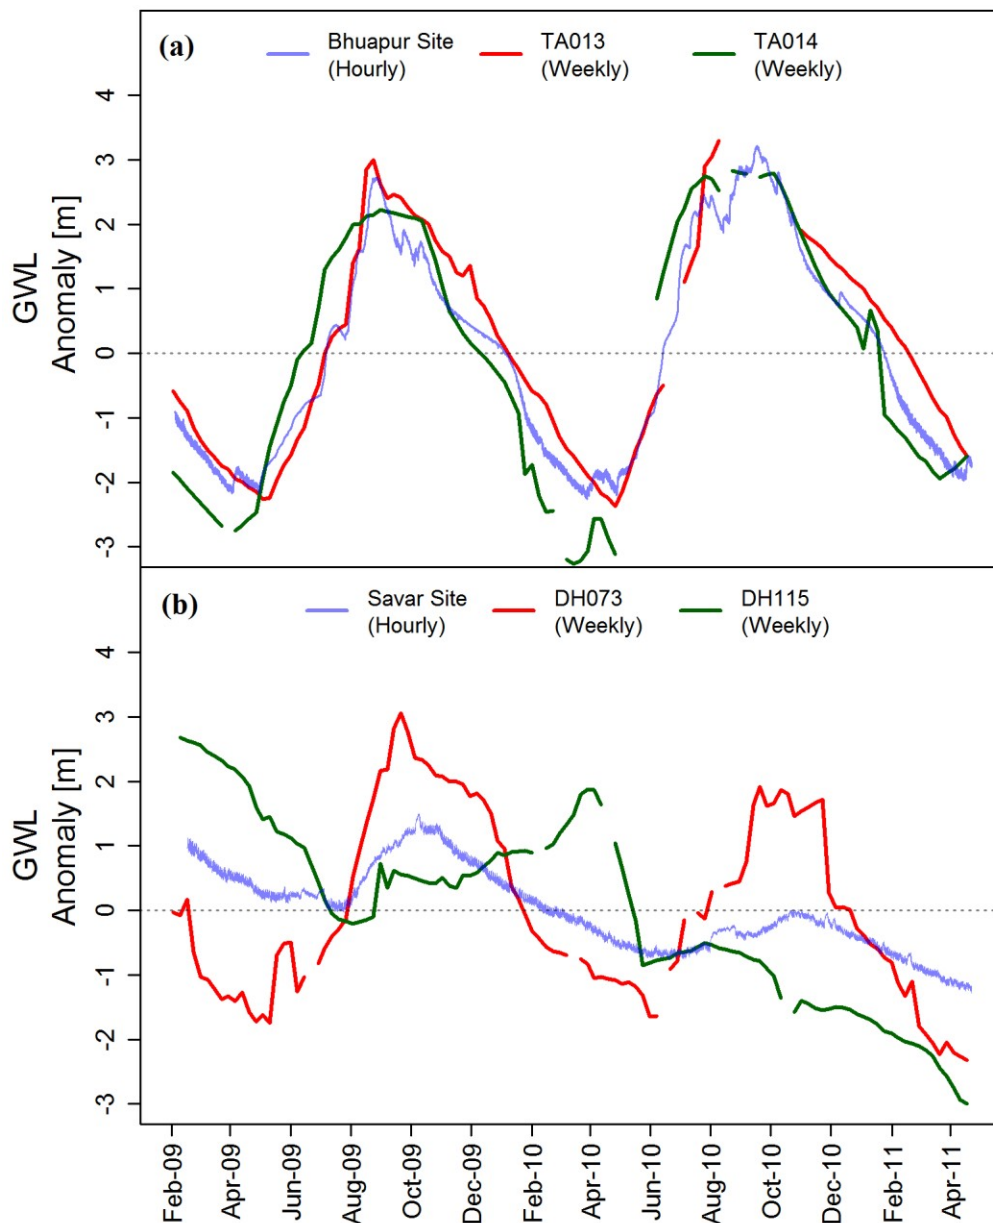 (a)
Bhuapur Site
(Hourly)
TA013
(Weekly)
TA014
(Weekly)
GWL
Anomaly [m]
4
3
2
1
0
-1
-2
-3
(b)
Savar Site
(Hourly)
DH073
(Weekly)
DH115
(Weekly)
GWL
Anomaly [m]
4
3
2
1
0
-1
-2
-3
Feb-09
Apr-09
Jun-09
Aug-09
Oct-09
Dec-09
Feb-10
Apr-10
Jun-10
Aug-10
Oct-10
Dec-10
Feb-11
Apr-11